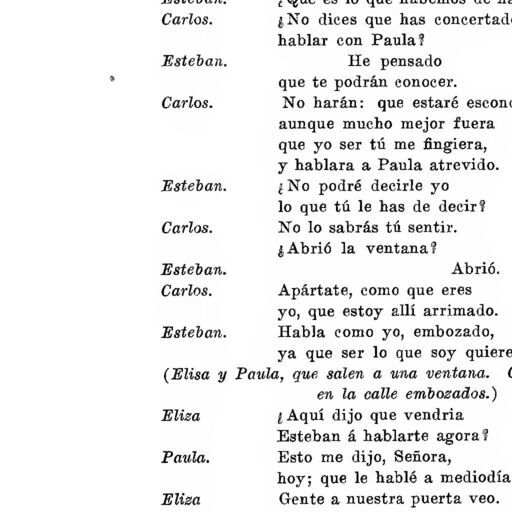 Esteban. ¿Qué es lo que habemos de
Carlos. ¿No dices que has concertad
hablar con Paula?
Esteban. He pensado
que te podrán conocer.
Carlos. No harán: que estaré escon
aunque mucho mejor fuera
que yo ser tú me fingiera,
y hablara a Paula atrevido.
Esteban. ¿No podré decirle yo
lo que tú le has de decir?
Carlos. No lo sabrás tú sentir.
¿Abrió la ventana?
Esteban. Abrió.
Carlos. Apártate, como que eres
yo, que estoy allí arrimado.
Esteban. Habla como yo, embozado,
ya que ser lo que soy quiere
(Elisa y Paula, que salen a una ventana.
en la calle embozados.)
Eliza ¿Aquí dijo que vendria
Esteban á hablarte agora?
Paula. Esto me dijo, Señora,
hoy; que le hablé a mediodía
Eliza Gente a nuestra puerta veo.